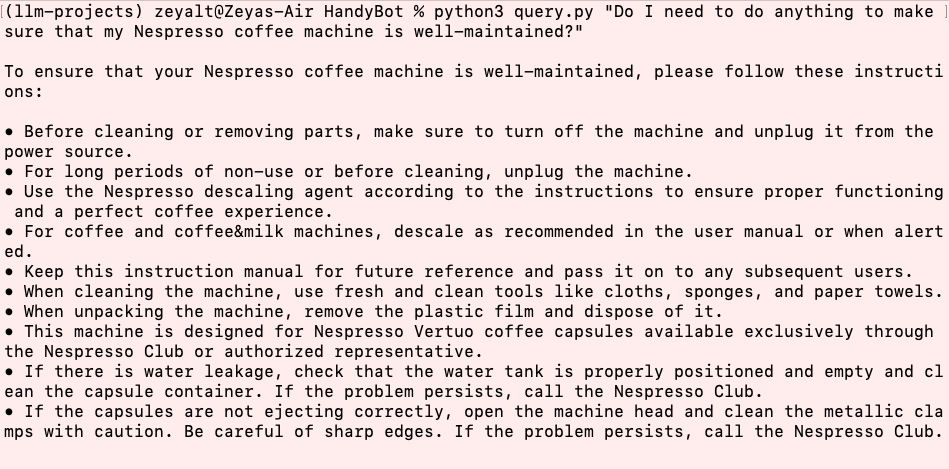 (llm-projects) zeyalt@Zeyas-Air HandyBot % python3 query.py "Do I need to do anything to make
sure that my Nespresso coffee machine is well-maintained?"
To ensure that your Nespresso coffee machine is well-maintained, please follow these instructi
ons:
• Before cleaning or removing parts, make sure to turn off the machine and unplug it from the
power source.
• For long periods of non-use or before cleaning, unplug the machine.
• Use the Nespresso descaling agent according to the instructions to ensure proper functioning
 and a perfect coffee experience.
• For coffee and coffee&milk machines, descale as recommended in the user manual or when alert
ed.
• Keep this instruction manual for future reference and pass it on to any subsequent users.
• When cleaning the machine, use fresh and clean tools like cloths, sponges, and paper towels.
• When unpacking the machine, remove the plastic film and dispose of it.
• This machine is designed for Nespresso Vertuo coffee capsules available exclusively through
the Nespresso Club or authorized representative.
• If there is water leakage, check that the water tank is properly positioned and empty and cl
ean the capsule container. If the problem persists, call the Nespresso Club.
• If the capsules are not ejecting correctly, open the machine head and clean the metallic cla
mps with caution. Be careful of sharp edges. If the problem persists, call the Nespresso Club.